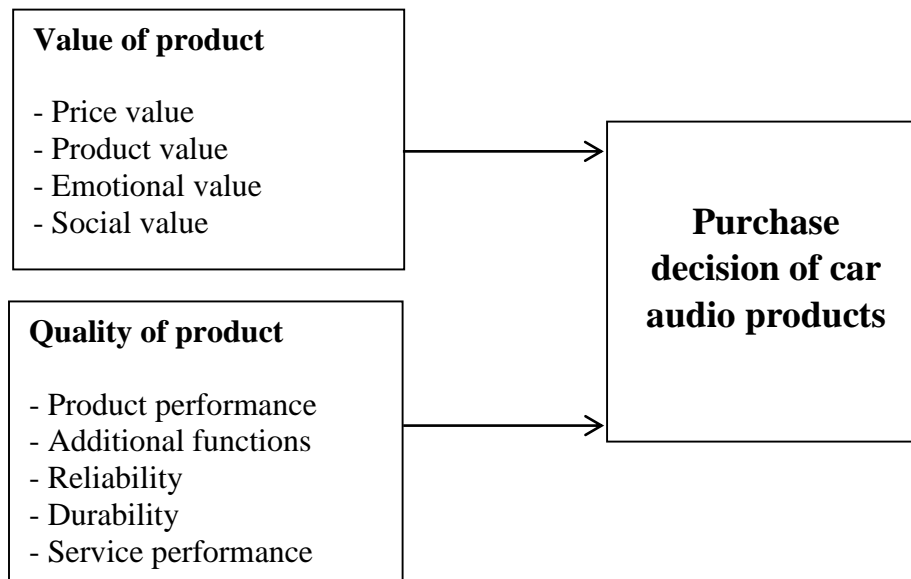 Value of product
- Price value
- Product value
- Emotional value
- Social value
Quality of product
- Product performance
- Additional functions
- Reliability
- Durability
- Service performance
Purchase
decision of car
audio products